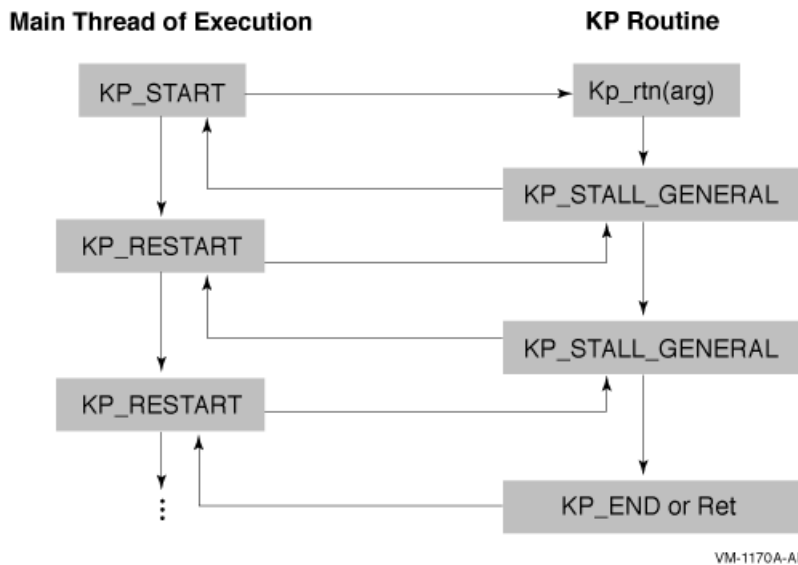 Main Thread of Execution
KP Routine
KP_START
Kp_rtn(arg)
KP_STALL_GENERAL
KP_RESTART
KP_STALL_GENERAL
KP_RESTART
⋮
KP_END or Ret